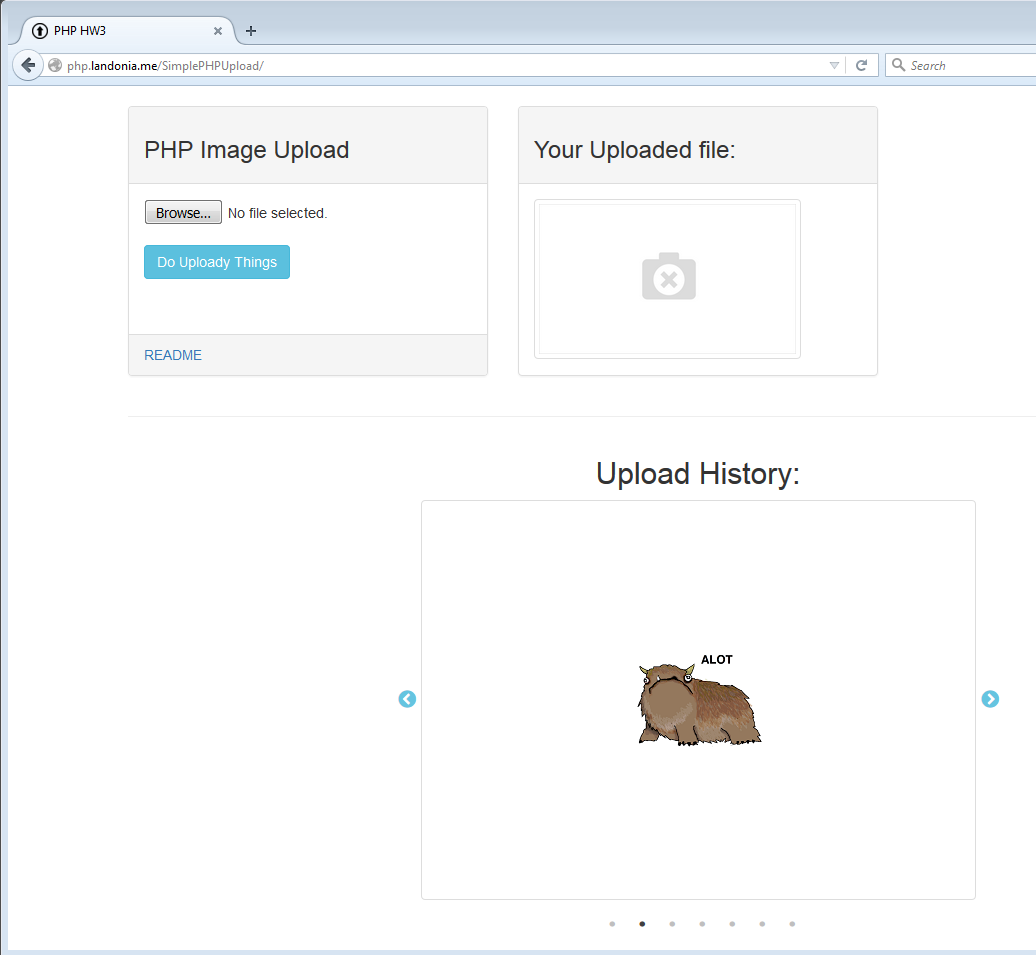 PHP HW3
php.landonia.me/SimplePHPUpload/
Search
PHP Image Upload
Browse... No file selected.
Do Uploady Things
README
Your Uploaded file:
Upload History:
ALOT